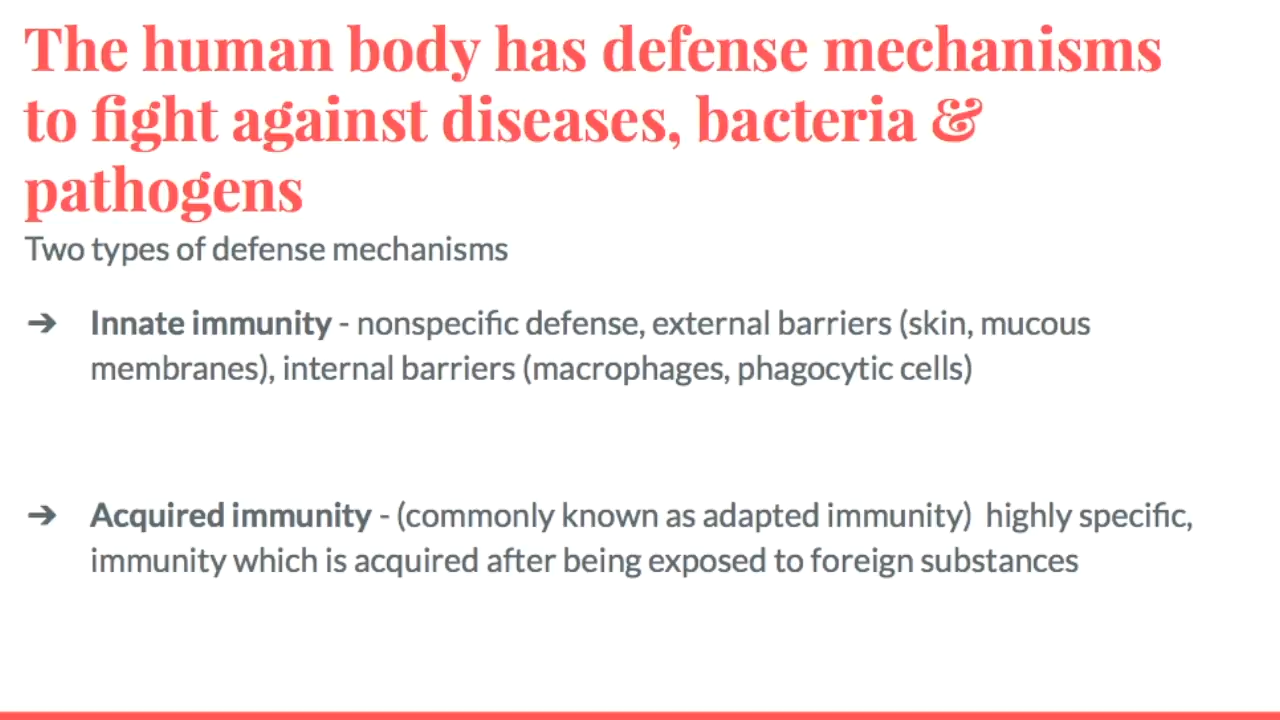 The human body has defense mechanisms
to fight against diseases, bacteria &
pathogens
Two types of defense mechanisms
➔ Innate immunity - nonspecific defense, external barriers (skin, mucous
membranes), internal barriers (macrophages, phagocytic cells)
➔ Acquired immunity - (commonly known as adapted immunity) highly specific,
immunity which is acquired after being exposed to foreign substances